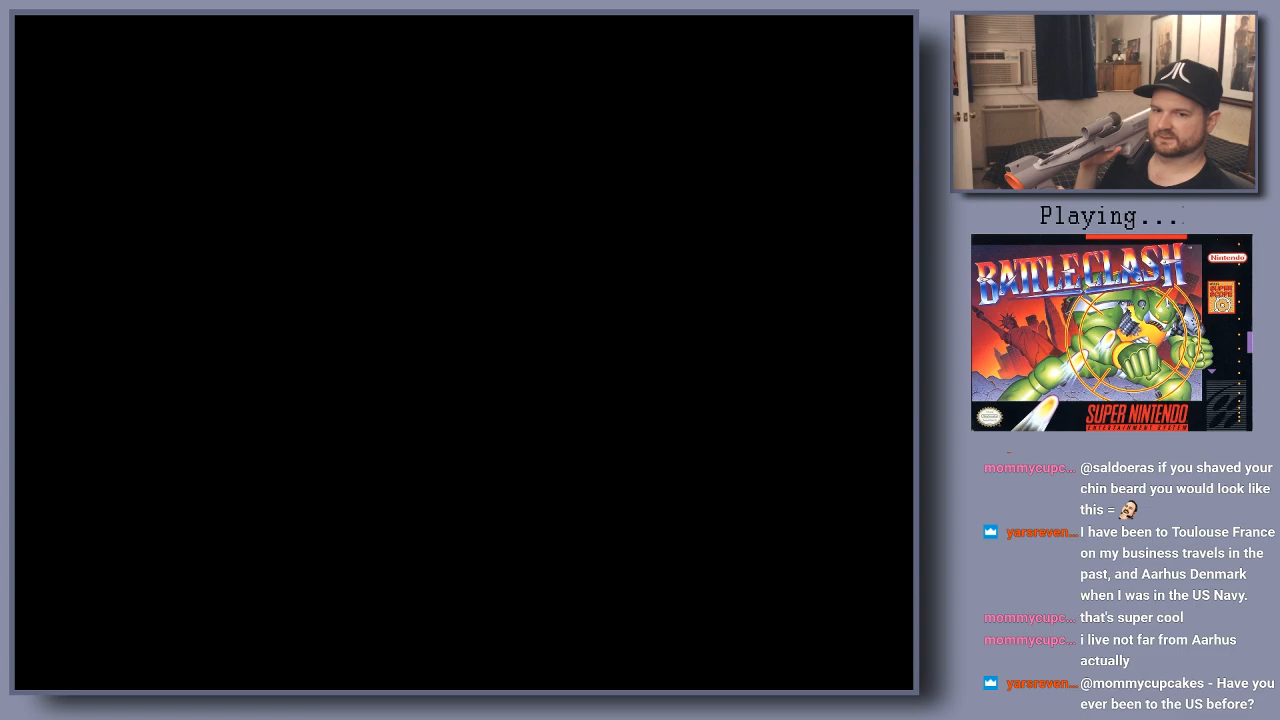 Playing...
BATTLECLASH
Nintendo
SUPER NINTENDO
ENTERTAINMENT SYSTEM
mommycupc... @saldoeras if you shaved your
chin beard you would look like
this =
yarsreven... I have been to Toulouse France
on my business travels in the
past, and Aarhus Denmark
when I was in the US Navy.
mommycupc... that's super cool
mommycupc... i live not far from Aarhus
actually
yarsreven... @mommycupcakes - Have you
ever been to the US before?